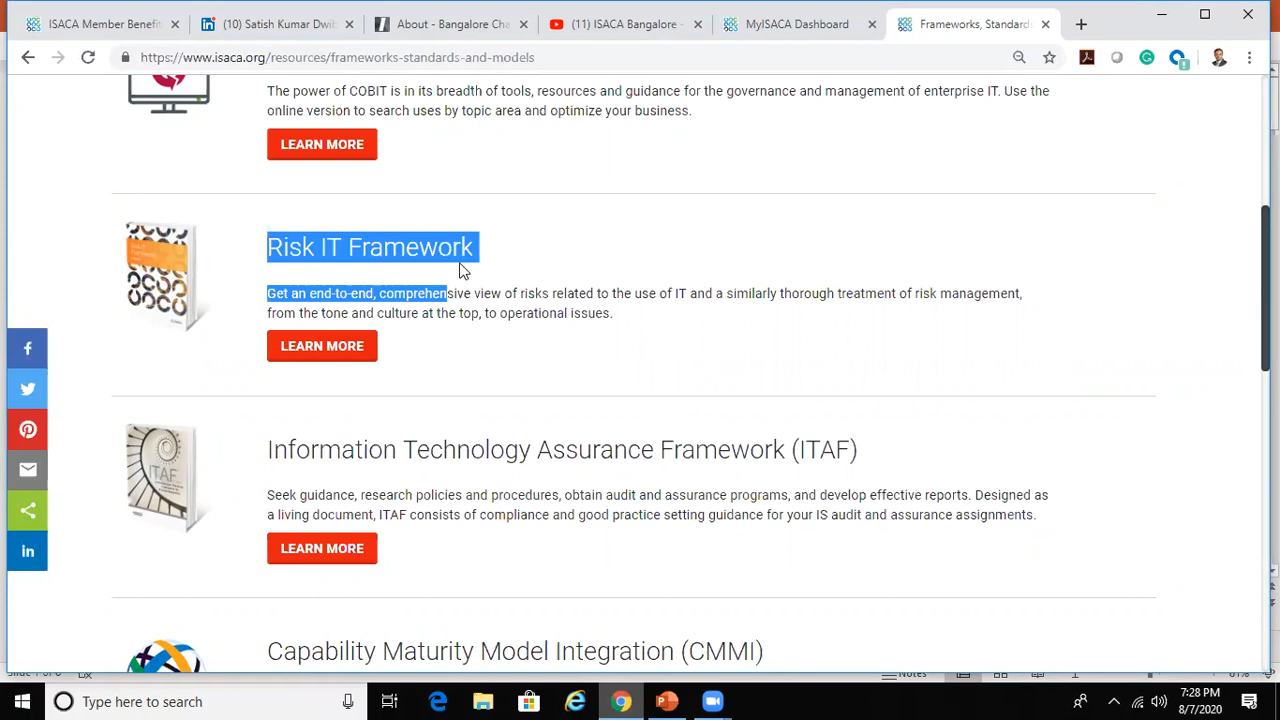 ISACA Member Benefi
(10) Satish Kumar Dwib
About - Bangalore Cha
(11) ISACA Bangalore -
MyISACA Dashboard
Frameworks, Standards
https://www.isaca.org/resources/frameworks-standards-and-models
The power of COBIT is in its breadth of tools, resources and guidance for the governance and management of enterprise IT. Use the
online version to search uses by topic area and optimize your business.
LEARN MORE
Risk IT Framework
Get an end-to-end, comprehensive view of risks related to the use of IT and a similarly thorough treatment of risk management,
from the tone and culture at the top, to operational issues.
LEARN MORE
Information Technology Assurance Framework (ITAF)
ITAF
Seek guidance, research policies and procedures, obtain audit and assurance programs, and develop effective reports. Designed as
a living document, ITAF consists of compliance and good practice setting guidance for your IS audit and assurance assignments.
LEARN MORE
Capability Maturity Model Integration (CMMI)
Notes
Type here to search
7:28 PM
8/7/2020